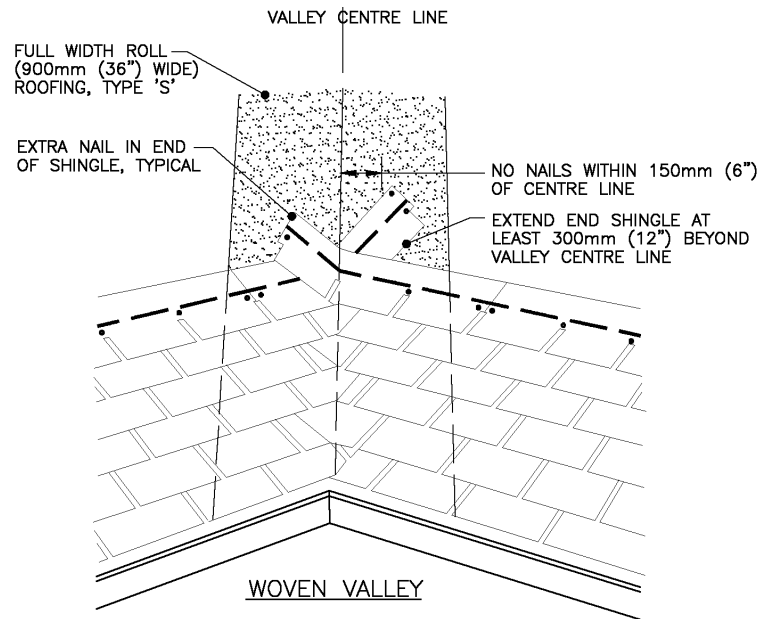 VALLEY CENTRE LINE
FULL WIDTH ROLL
(900mm (36") WIDE)
ROOFING, TYPE 'S'
EXTRA NAIL IN END
OF SHINGLE, TYPICAL
NO NAILS WITHIN 150mm (6")
OF CENTRE LINE
EXTEND END SHINGLE AT
LEAST 300mm (12") BEYOND
VALLEY CENTRE LINE
WOVEN VALLEY